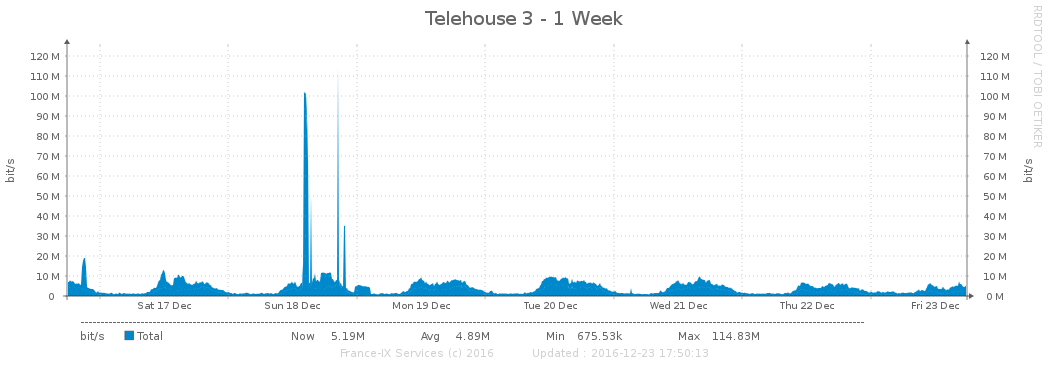 Telehouse 3 - 1 Week
RRDTOOL / TOBI OETIKER
120 M 120 M
110 M 110 M
100 M 100 M
90 M 90 M
80 M 80 M
70 M 70 M
60 M 60 M
50 M 50 M
40 M 40 M
30 M 30 M
20 M 20 M
10 M 10 M
0 0 M
bit/s
bit/s
Sat 17 Dec Sun 18 Dec Mon 19 Dec Tue 20 Dec Wed 21 Dec Thu 22 Dec Fri 23 Dec
bit/s Total Now 5.19M Avg 4.89M Min 675.53k Max 114.83M
France-IX Services (c) 2016 Updated : 2016-12-23 17:50:13